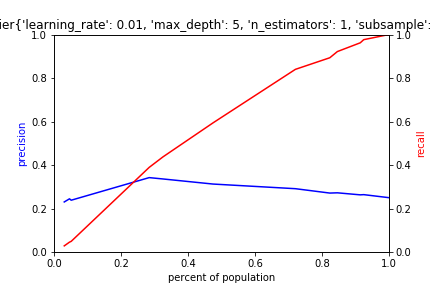 ier{'learning_rate': 0.01, 'max_depth': 5, 'n_estimators': 1, 'subsample':
1.0
0.8
0.6
0.4
0.2
0.0
precision
1.0
0.8
0.6
0.4
0.2
0.0
recall
0.0 0.2 0.4 0.6 0.8 1.0
percent of population